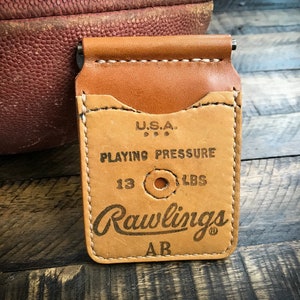 U.S.A.
PLAYING PRESSURE
13 LBS
Rawlings®
AR